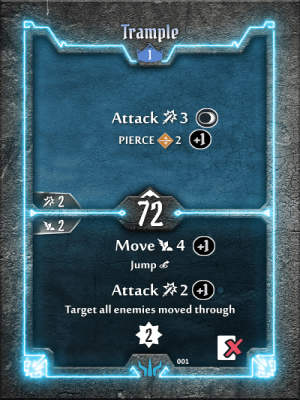 Trample
1
Attack 3
PIERCE 2 +1
2
72
2
Move 4 +1
Jump
Attack 2 +1
Target all enemies moved through
2
001